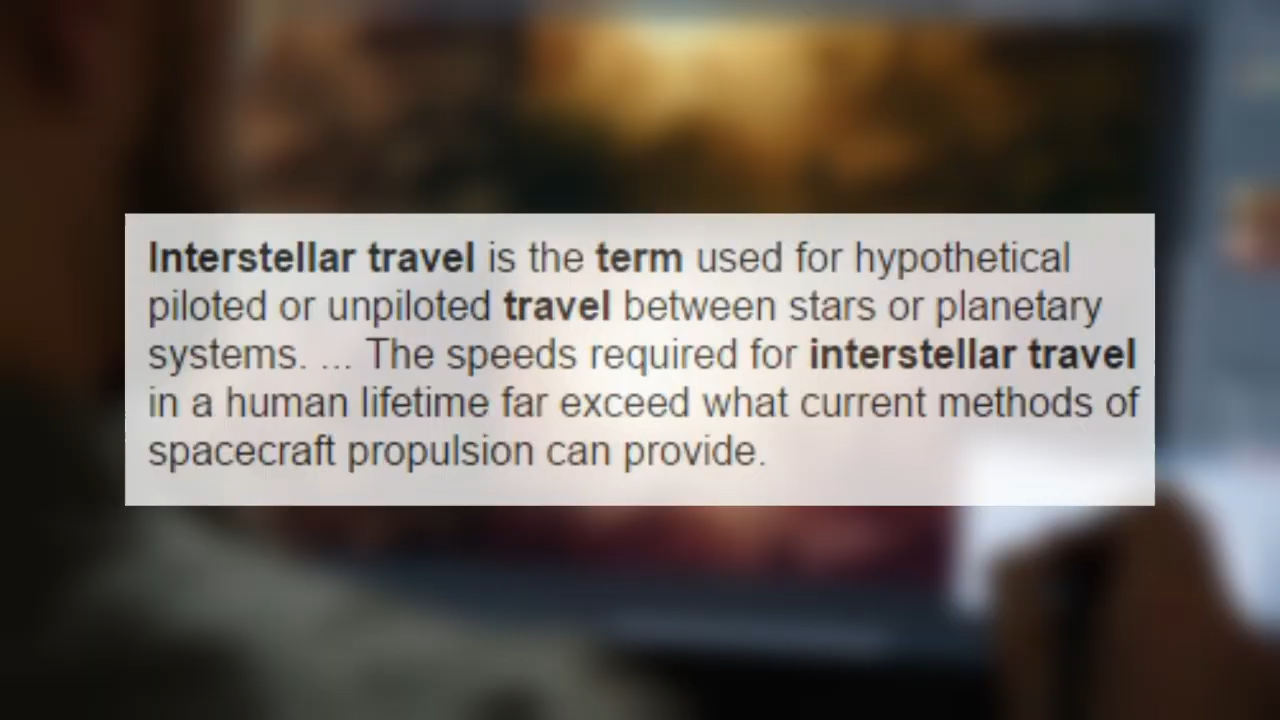 Interstellar travel is the term used for hypothetical
piloted or unpiloted travel between stars or planetary
systems. ... The speeds required for interstellar travel
in a human lifetime far exceed what current methods of
spacecraft propulsion can provide.